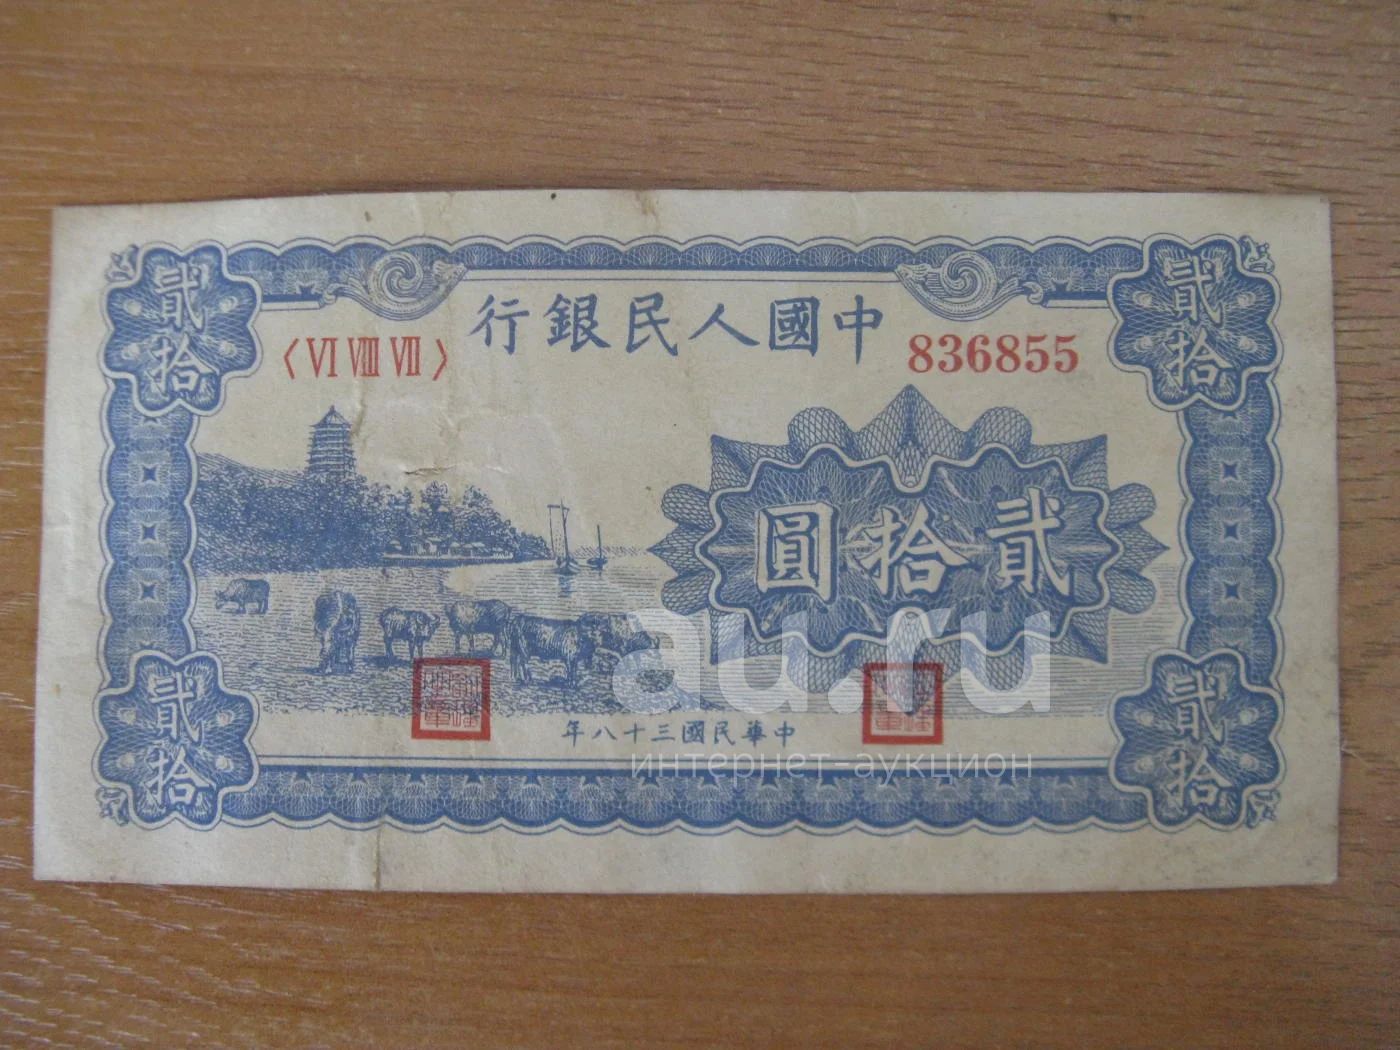 中國人民銀行
〈Ⅵ Ⅷ Ⅶ〉
836855
貳拾
貳拾
貳拾圓
貳拾
貳拾
中華民國三十八年
au.ru
интернет-аукцион